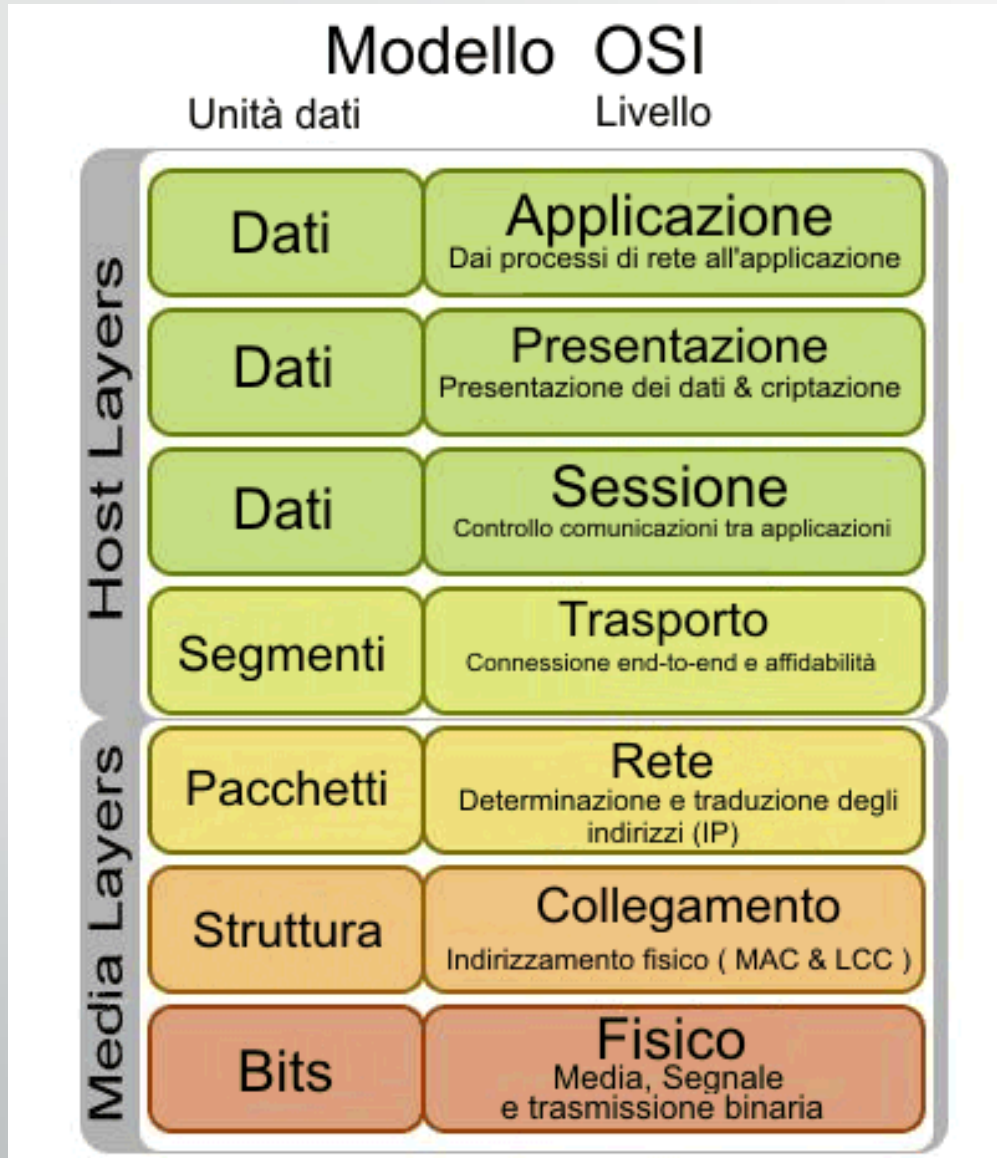 Modello OSI
Unità dati
Livello
Host Layers
Dati
Applicazione
Dai processi di rete all'applicazione
Dati
Presentazione
Presentazione dei dati & criptazione
Dati
Sessione
Controllo comunicazioni tra applicazioni
Segmenti
Trasporto
Connessione end-to-end e affidabilità
Media Layers
Pacchetti
Rete
Determinazione e traduzione degli
indirizzi (IP)
Struttura
Collegamento
Indirizzamento fisico ( MAC & LCC )
Bits
Fisico
Media, Segnale
e trasmissione binaria